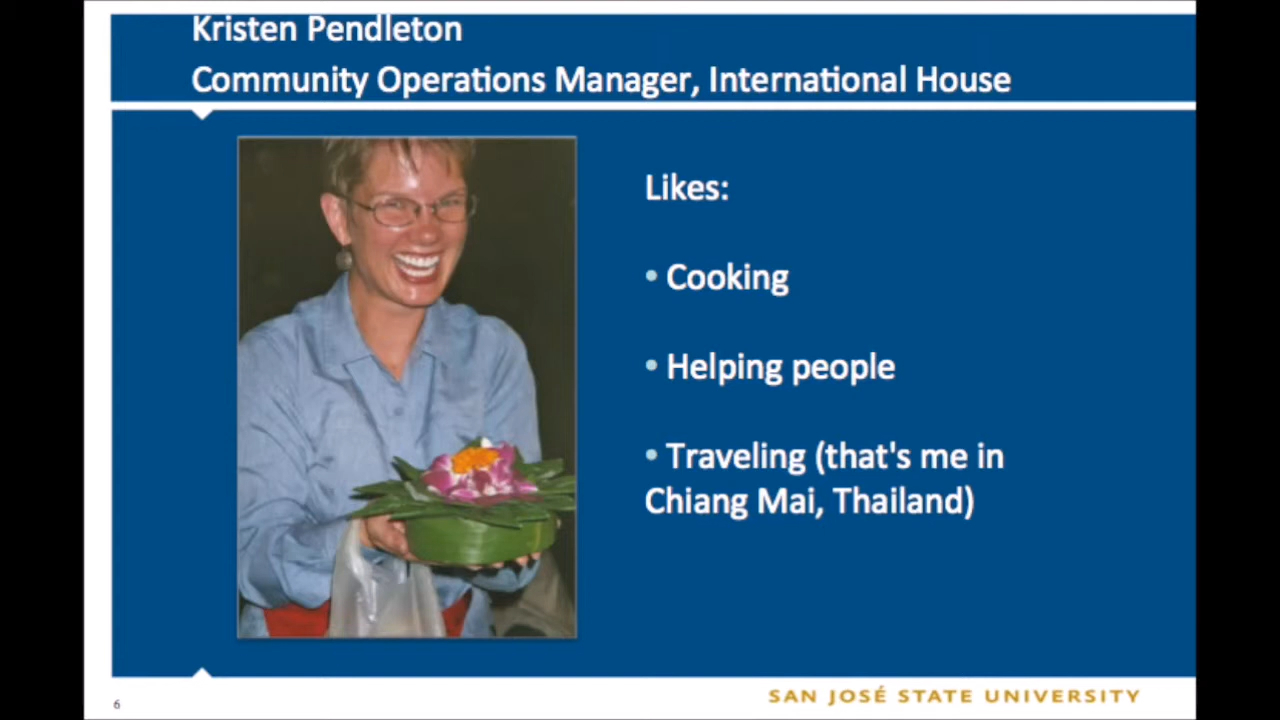 Kristen Pendleton
Community Operations Manager, International House
Likes:
• Cooking
• Helping people
• Traveling (that's me in
Chiang Mai, Thailand)
6
SAN JOSÉ STATE UNIVERSITY